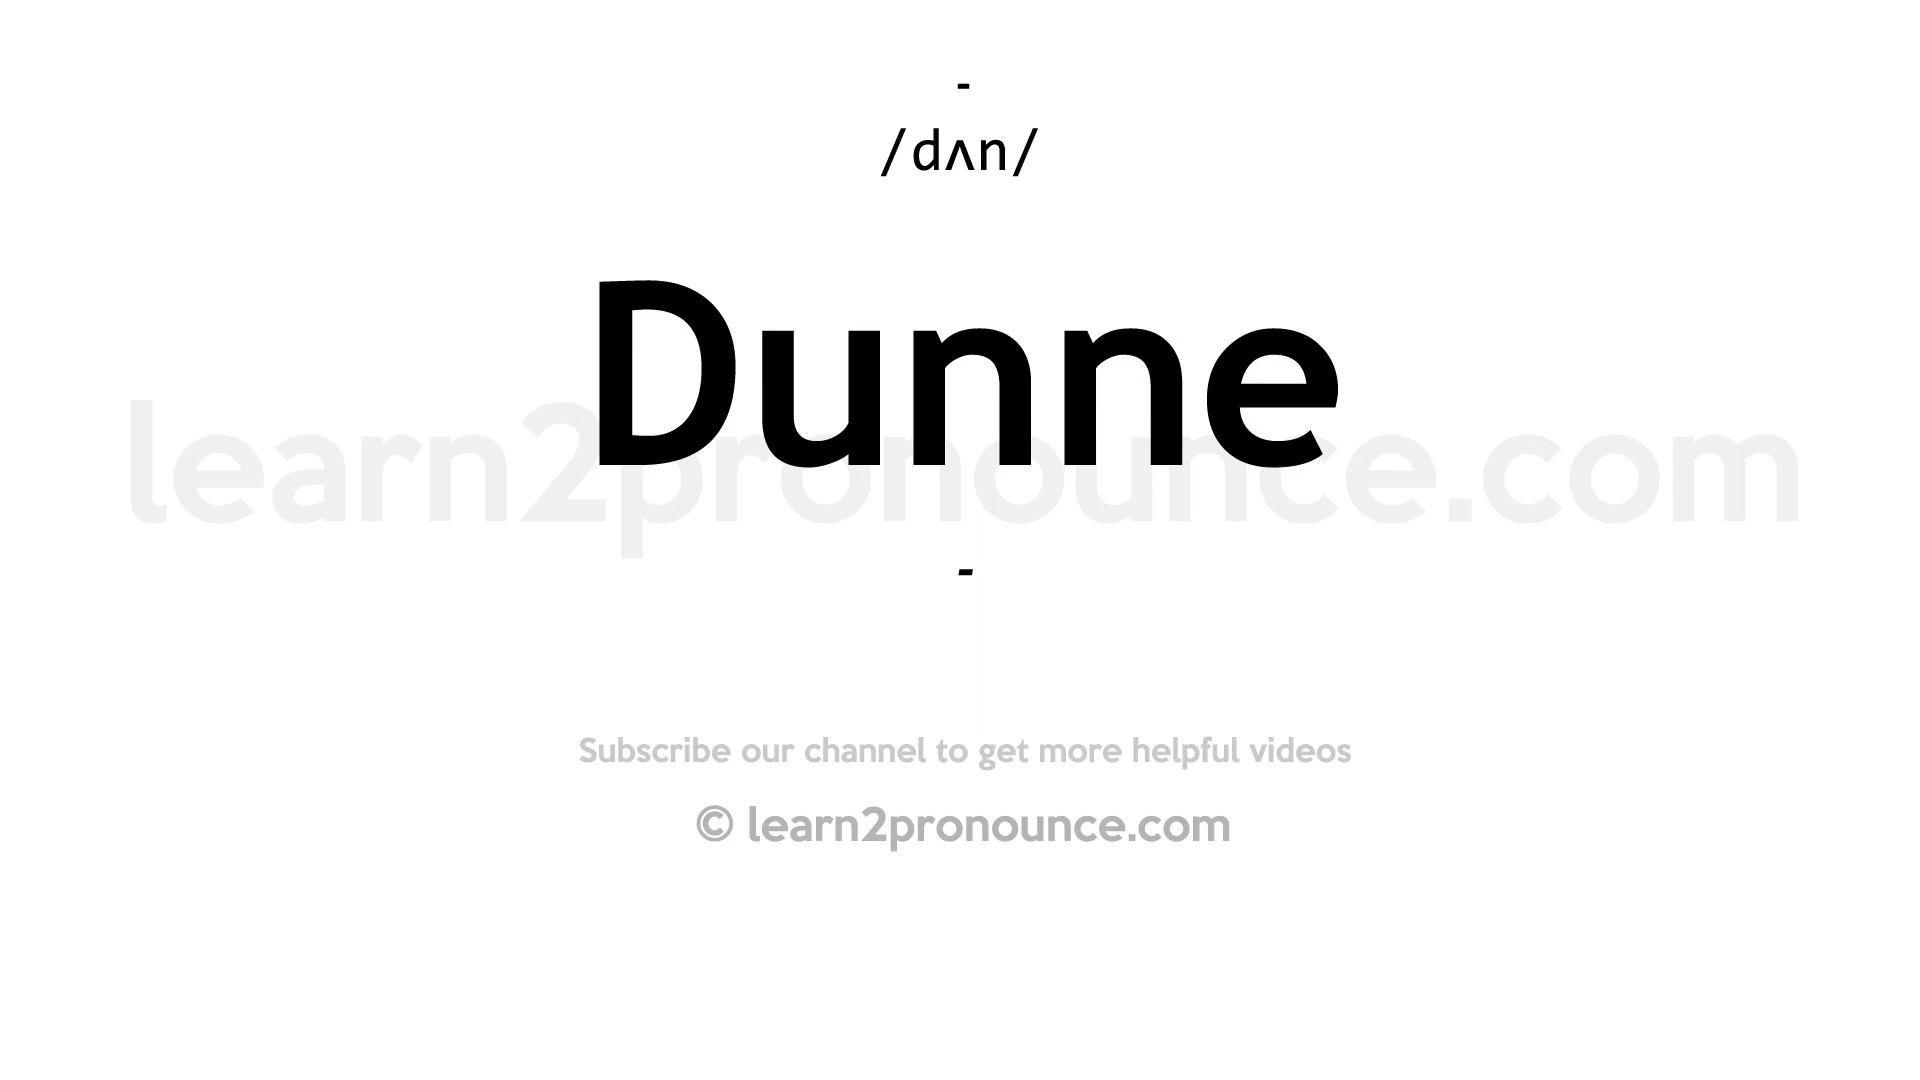 -
/dʌn/
Dunne
learn2pronounce.com
-
Subscribe our channel to get more helpful videos
© learn2pronounce.com